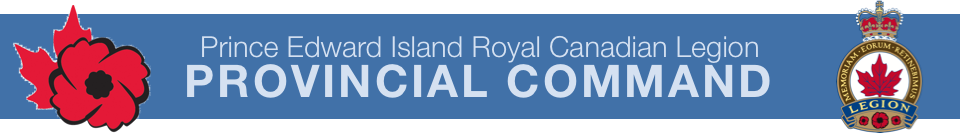 Prince Edward Island Royal Canadian Legion
PROVINCIAL COMMAND
MEMORIAM·EORUM·RETINEBIMUS
LEGION